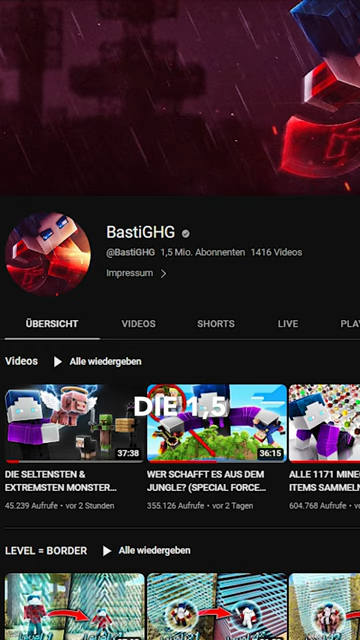 BastiGHG
@BastiGHG 1,5 Mio. Abonnenten 1416 Videos
Impressum
ÜBERSICHT VIDEOS SHORTS LIVE PLAY
Videos Alle wiedergeben
DIE 1,5
37:38 36:15
DIE SELTENSTEN & EXTREMSTEN MONSTER...
45.239 Aufrufe • vor 2 Stunden
WER SCHAFFT ES AUS DEM JUNGLE? (SPECIAL FORCE...
355.126 Aufrufe • vor 2 Tagen
ALLE 1171 MINE
ITEMS SAMMELN
604.768 Aufrufe • vor
LEVEL = BORDER Alle wiedergeben